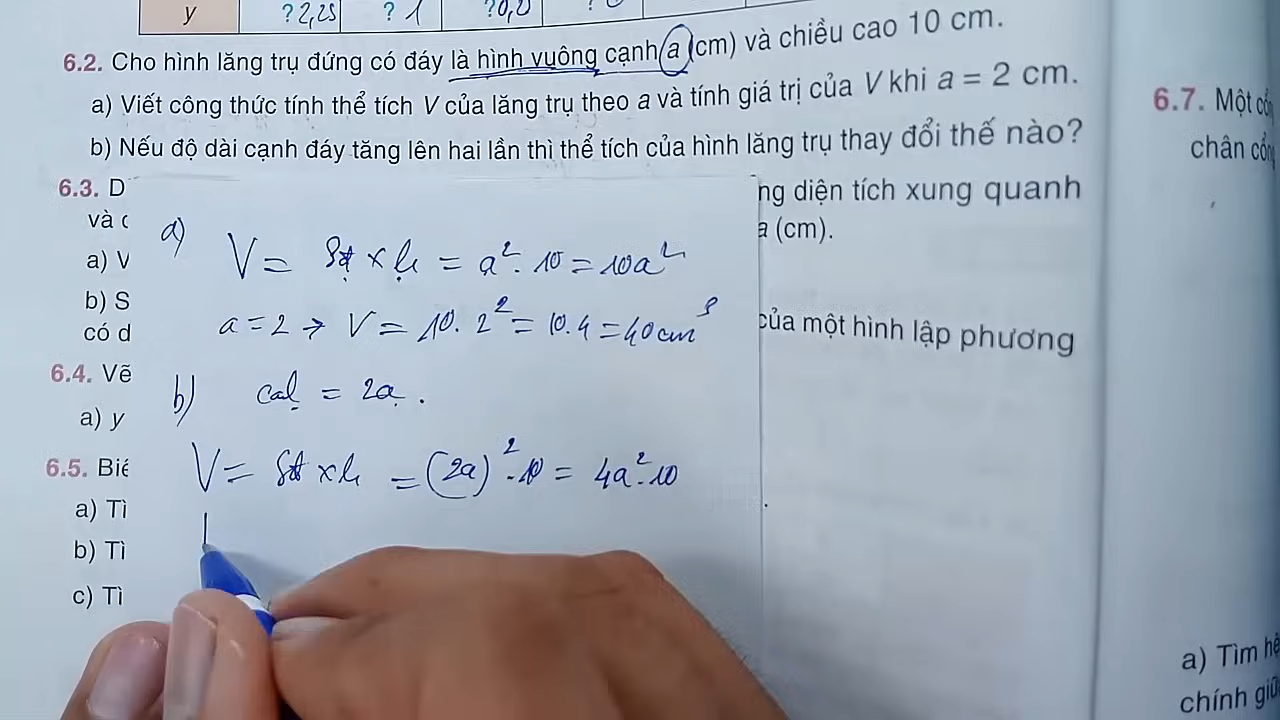 y ? 2,25 ? 1
6.2. Cho hình lăng trụ đứng có đáy là hình vuông cạnh a (cm) và chiều cao 10 cm.
a) Viết công thức tính thể tích V của lăng trụ theo a và tính giá trị của V khi a = 2 cm.
b) Nếu độ dài cạnh đáy tăng lên hai lần thì thể tích của hình lăng trụ thay đổi thế nào?
6.3. D
ng diện tích xung quanh
và
a (cm).
a) V
b) S
có d
của một hình lập phương
6.4. Vẽ
a) y
6.5. Biế
a) Tì
b) Tì
c) Tì
a)
V = Sđ x h = a². 10 = 10a²
a = 2 → V = 10. 2² = 10.4 = 40cm³
b) cạ = 2a.
V = Sđ x h = (2a)².10 = 4a².10
6.7. Một
chân cổ
a) Tìm hệ
chính giữ